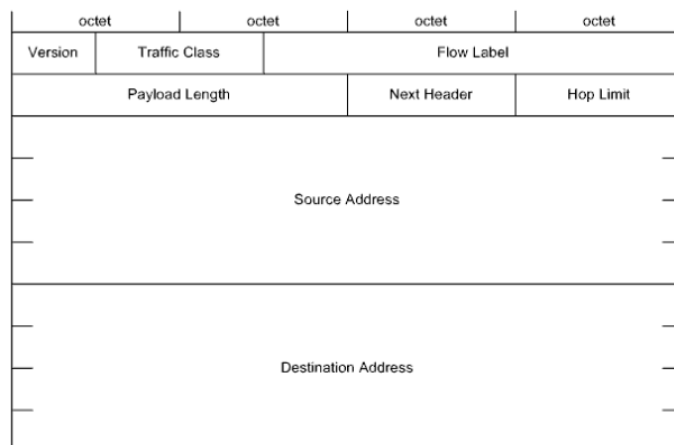 octet octet octet octet
Version Traffic Class Flow Label
Payload Length Next Header Hop Limit
Source Address
Destination Address